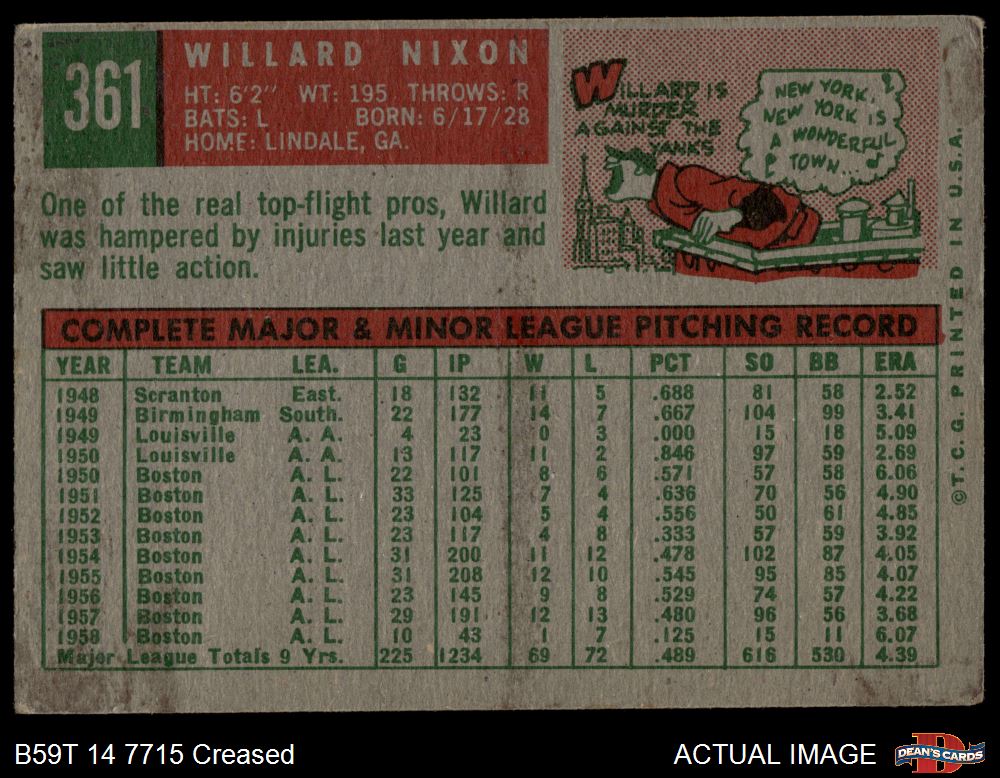 361
WILLARD NIXON
HT: 6'2" WT: 195 THROWS: R
BATS: L BORN: 6/17/28
HOME: LINDALE, GA.
WILLARD IS
MURDER
AGAINST THE
YANKS
NEW YORK,
NEW YORK IS
A WONDERFUL
TOWN..
One of the real top-flight pros, Willard
was hampered by injuries last year and
saw little action.
COMPLETE MAJOR & MINOR LEAGUE PITCHING RECORD
YEAR TEAM LEA. G IP W L PCT SO BB ERA
1948 Scranton East. 18 132 11 5 .688 81 58 2.52
1949 Birmingham South. 22 177 14 7 .667 104 99 3.41
1949 Louisville A. A. 4 23 0 3 .000 15 18 5.09
1950 Louisville A. A. 13 117 11 2 .846 97 59 2.69
1950 Boston A. L. 22 101 8 6 .571 57 58 6.06
1951 Boston A. L. 33 125 7 4 .636 70 56 4.90
1952 Boston A. L. 23 104 5 4 .556 50 61 4.85
1953 Boston A. L. 23 117 4 8 .333 57 59 3.92
1954 Boston A. L. 31 200 11 12 .478 102 87 4.05
1955 Boston A. L. 31 208 12 10 .545 95 85 4.07
1956 Boston A. L. 23 145 9 8 .529 74 57 4.22
1957 Boston A. L. 29 191 12 13 .480 96 56 3.68
1958 Boston A. L. 10 43 1 7 .125 15 11 6.07
Major League Totals 9 Yrs. 225 1234 69 72 .489 616 530 4.39
©T.C.G. PRINTED IN U.S.A.
B59T 14 7715 Creased
ACTUAL IMAGE
DEAN'S CARDS